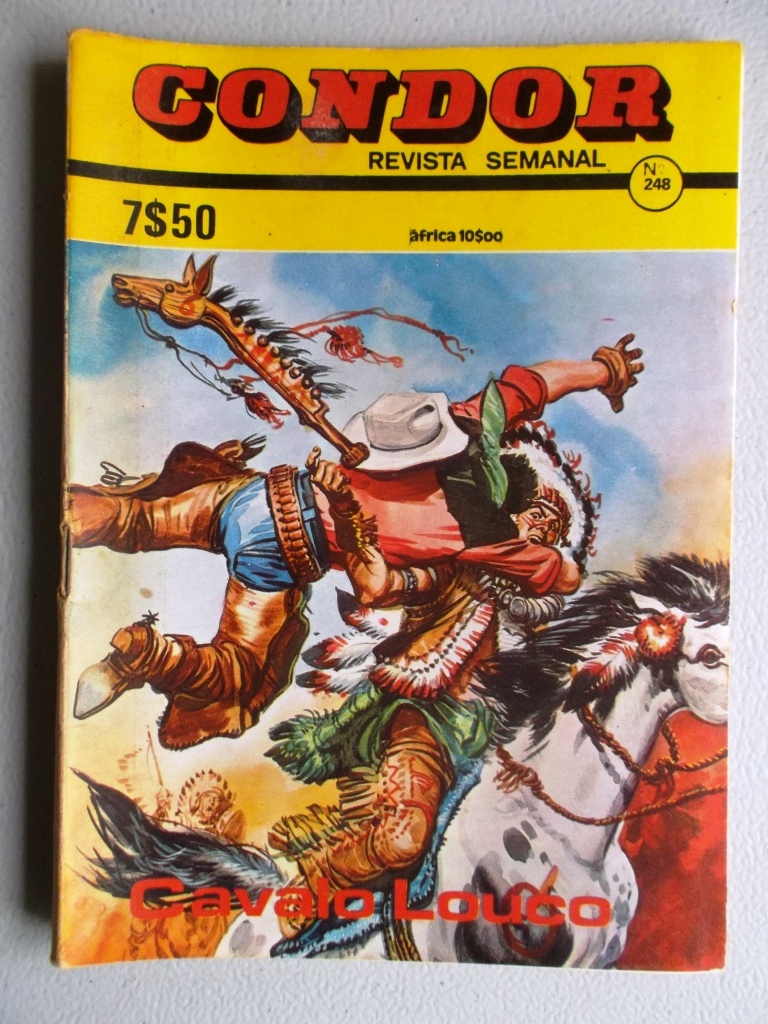 CONDOR
REVISTA SEMANAL
Nº
248
7$50
áfrica 10$00
Cavalo Louco